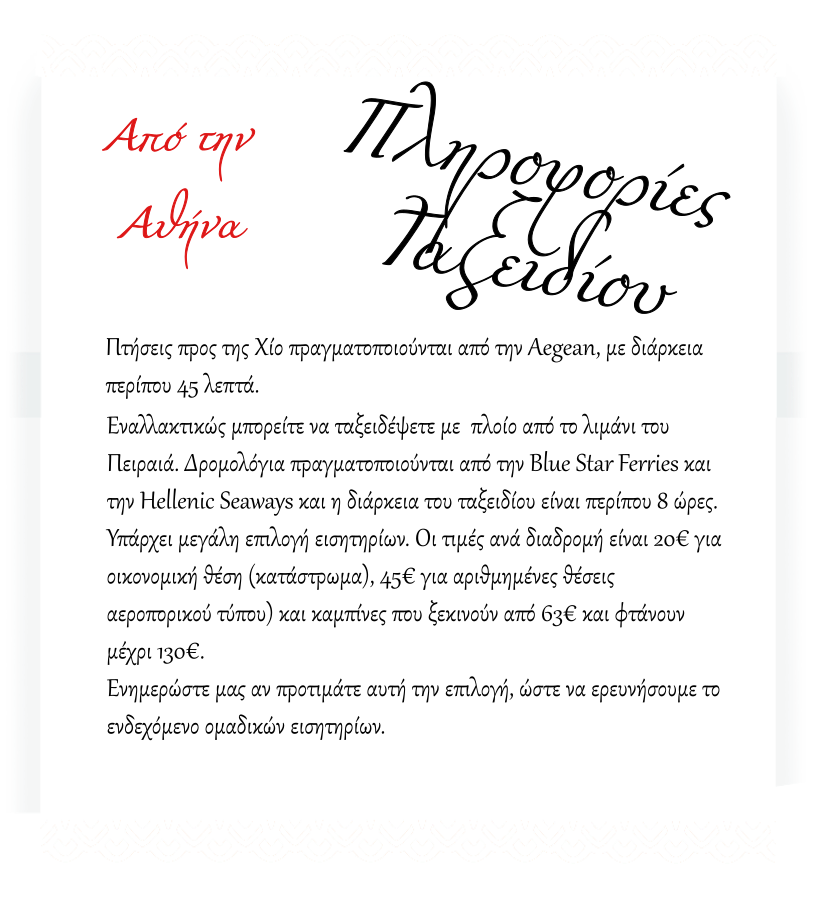 Από την
Αθήνα
Πληροφορίες
Ταξειδίου
Πτήσεις προς της Χίο πραγματοποιούνται από την Aegean, με διάρκεια
περίπου 45 λεπτά.
Εναλλακτικώς μπορείτε να ταξειδέψετε με  πλοίο από το λιμάνι του
Πειραιά. Δρομολόγια πραγματοποιούνται από την Blue Star Ferries και
την Hellenic Seaways και η διάρκεια του ταξειδίου είναι περίπου 8 ώρες.
Υπάρχει μεγάλη επιλογή εισητηρίων. Οι τιμές ανά διαδρομή είναι 20€ για
οικονομική θέση (κατάστρωμα), 45€ για αριθμημένες θέσεις
αεροπορικού τύπου) και καμπίνες που ξεκινούν από 63€ και φτάνουν
μέχρι 130€.
Ενημερώστε μας αν προτιμάτε αυτή την επιλογή, ώστε να ερευνήσουμε το
ενδεχόμενο ομαδικών εισητηρίων.